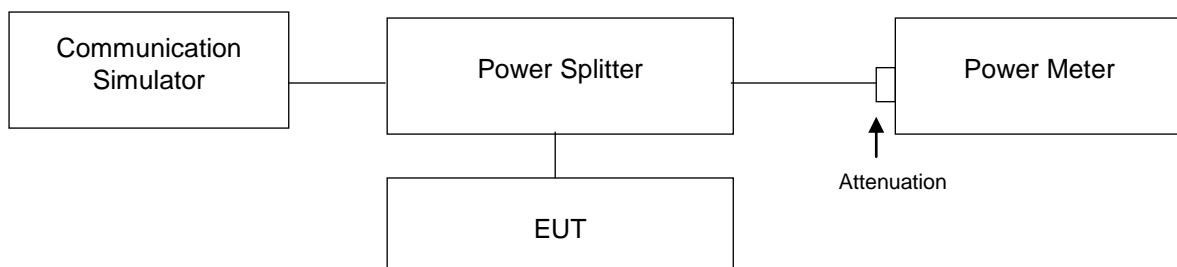 Communication
Simulator
Power Splitter
Power Meter
Attenuation
EUT